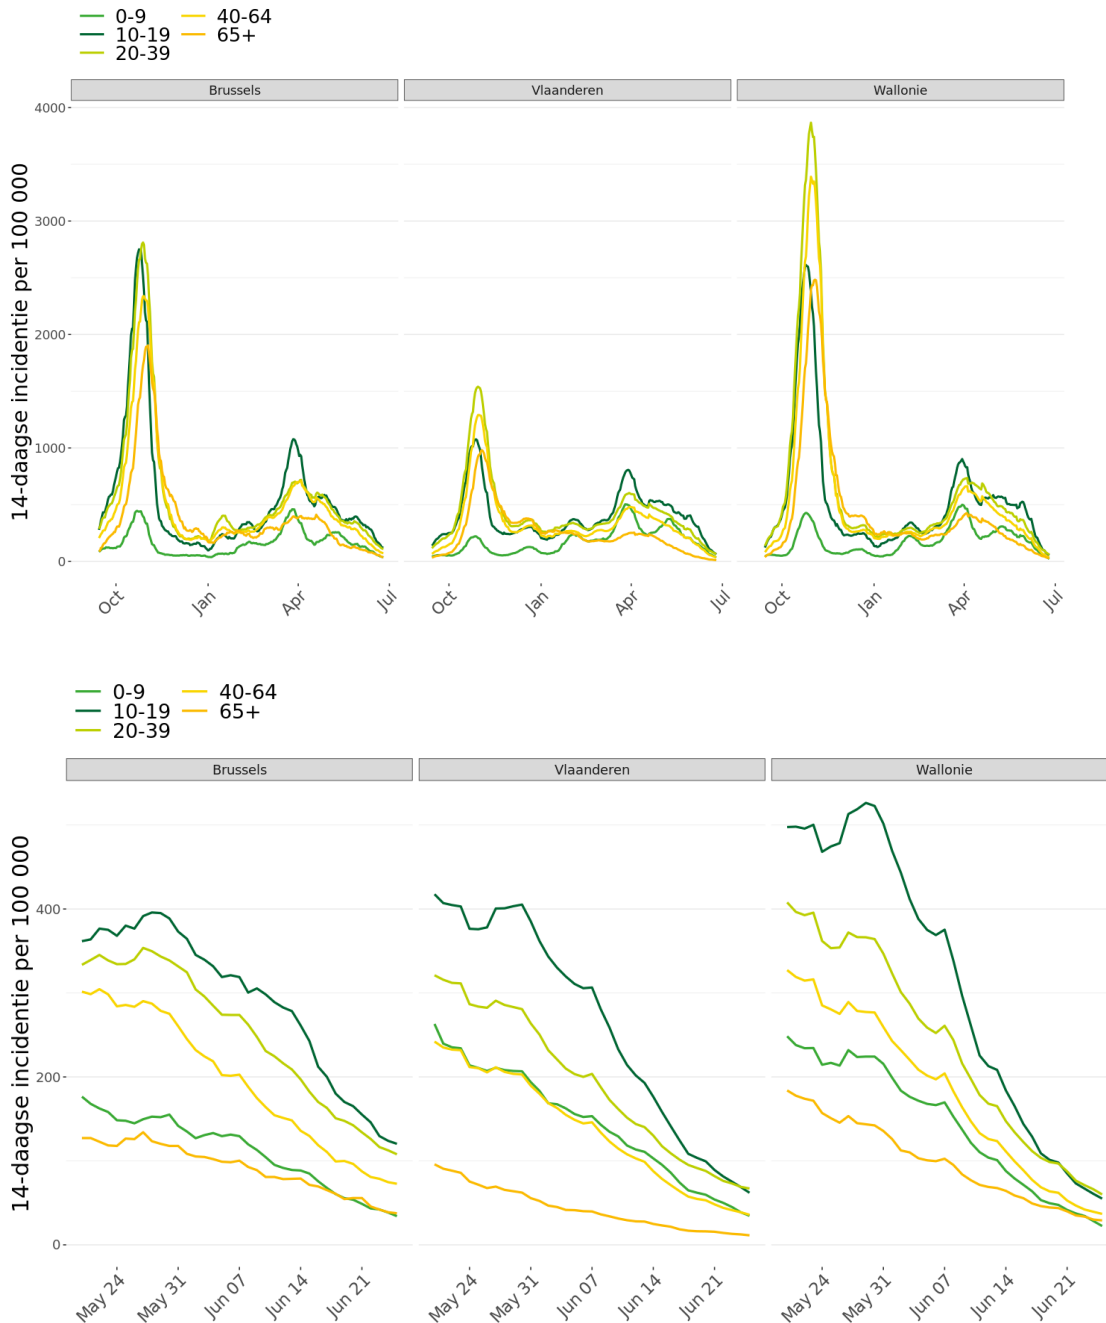 0-9 40-64
10-19 65+
20-39
Brussels Vlaanderen Wallonie
14-daagse incidentie per 100 000
4000
3000
2000
1000
0
Oct Jan Apr Jul Oct Jan Apr Jul Oct Jan Apr Jul
0-9 40-64
10-19 65+
20-39
Brussels Vlaanderen Wallonie
14-daagse incidentie per 100 000
400
200
0
May 24 May 31 Jun 07 Jun 14 Jun 21 May 24 May 31 Jun 07 Jun 14 Jun 21 May 24 May 31 Jun 07 Jun 14 Jun 21